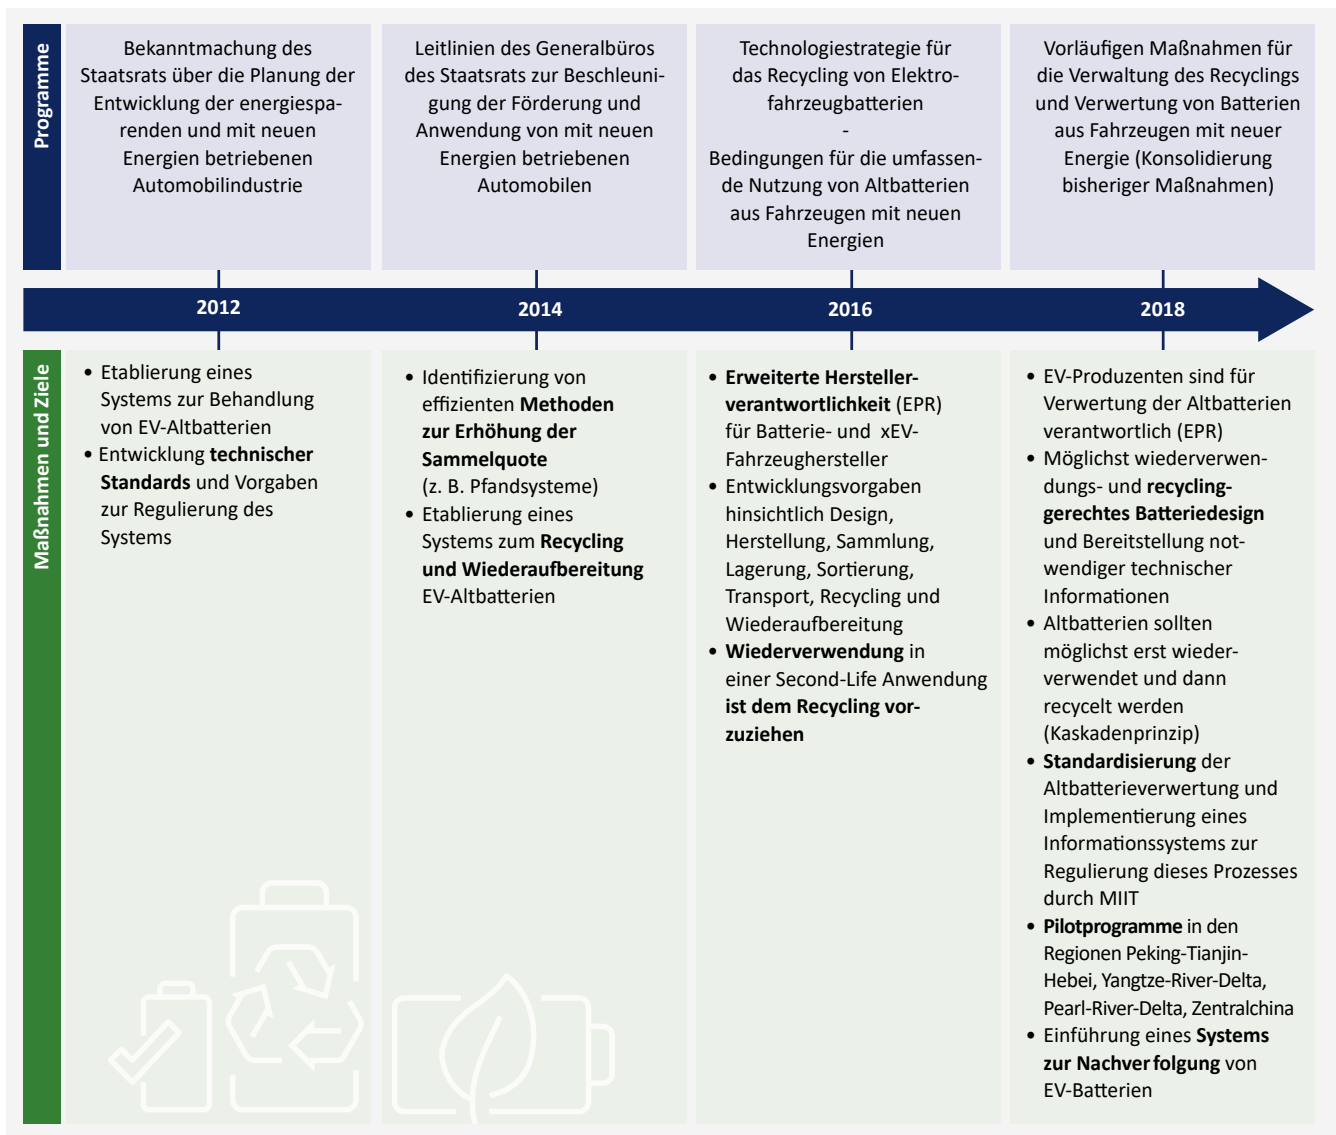 Programme
Bekanntmachung des
Staatsrats über die Planung der
Entwicklung der energiespa-
renden und mit neuen
Energien betriebenen
Automobilindustrie
Leitlinien des Generalbüros
des Staatsrats zur Beschleuni-
gung der Förderung und
Anwendung von mit neuen
Energien betriebenen
Automobilen
Technologiestrategie für
das Recycling von Elektro-
fahrzeugbatterien
-
Bedingungen für die umfassen-
de Nutzung von Altbatterien
aus Fahrzeugen mit neuen
Energien
Vorläufigen Maßnahmen für
die Verwaltung des Recyclings
und Verwertung von Batterien
aus Fahrzeugen mit neuer
Energie (Konsolidierung
bisheriger Maßnahmen)
2012
2014
2016
2018
Maßnahmen und Ziele
• Etablierung eines
Systems zur Behandlung
von EV-Altbatterien
• Entwicklung technischer
Standards und Vorgaben
zur Regulierung des
Systems
• Identifizierung von
effizienten Methoden
zur Erhöhung der
Sammelquote
(z. B. Pfandsysteme)
• Etablierung eines
Systems zum Recycling
und Wiederaufbereitung
EV-Altbatterien
• Erweiterte Hersteller-
verantwortlichkeit (EPR)
für Batterie- und xEV-
Fahrzeughersteller
• Entwicklungsvorgaben
hinsichtlich Design,
Herstellung, Sammlung,
Lagerung, Sortierung,
Transport, Recycling und
Wiederaufbereitung
• Wiederverwendung in
einer Second-Life Anwendung
ist dem Recycling vor-
zuziehen
• EV-Produzenten sind für
Verwertung der Altbatterien
verantwortlich (EPR)
• Möglichst wiederverwen-
dungs- und recycling-
gerechtes Batteriedesign
und Bereitstellung not-
wendiger technischer
Informationen
• Altbatterien sollten
möglichst erst wieder-
verwendet und dann
recycelt werden
(Kaskadenprinzip)
• Standardisierung der
Altbatterieverwertung und
Implementierung eines
Informationssystems zur
Regulierung dieses Prozesses
durch MIIT
• Pilotprogramme in den
Regionen Peking-Tianjin-
Hebei, Yangtze-River-Delta,
Pearl-River-Delta, Zentralchina
• Einführung eines Systems
zur Nachverfolgung von
EV-Batterien